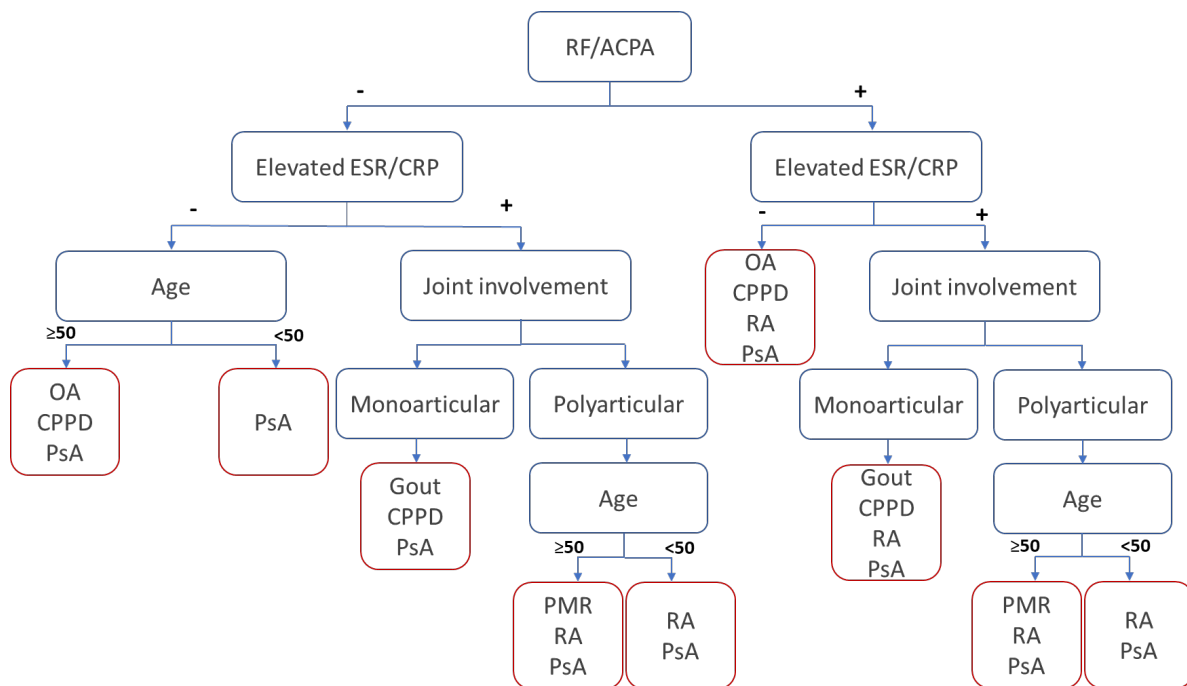 RF/ACPA
- +
Elevated ESR/CRP Elevated ESR/CRP
- + - +
Age
Joint involvement
OA
CPPD
RA
PsA
Joint involvement
≥50 <50
OA
CPPD
PsA
PsA
Monoarticular Polyarticular
Monoarticular Polyarticular
Gout
CPPD
PsA
Age
Gout
CPPD
RA
PsA
Age
≥50 <50
≥50 <50
PMR
RA
PsA
RA
PsA
PMR
RA
PsA
RA
PsA